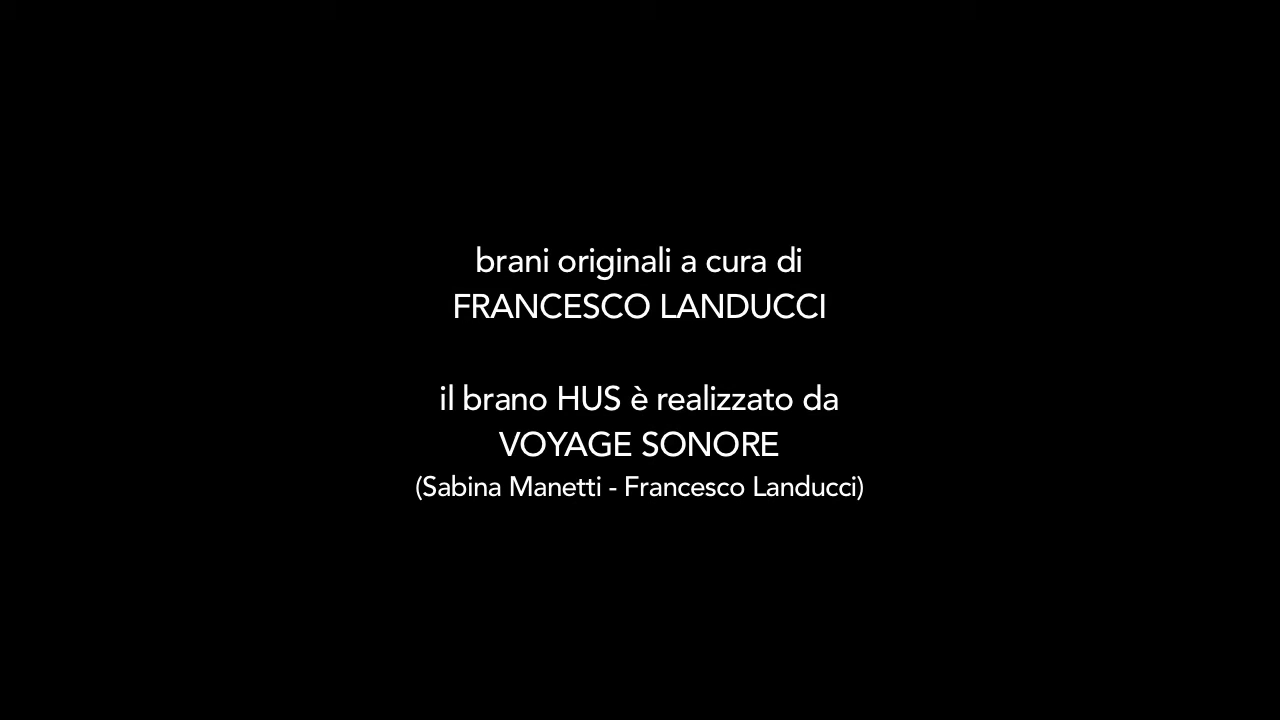 brani originali a cura di
FRANCESCO LANDUCCI
il brano HUS è realizzato da
VOYAGE SONORE
(Sabina Manetti - Francesco Landucci)